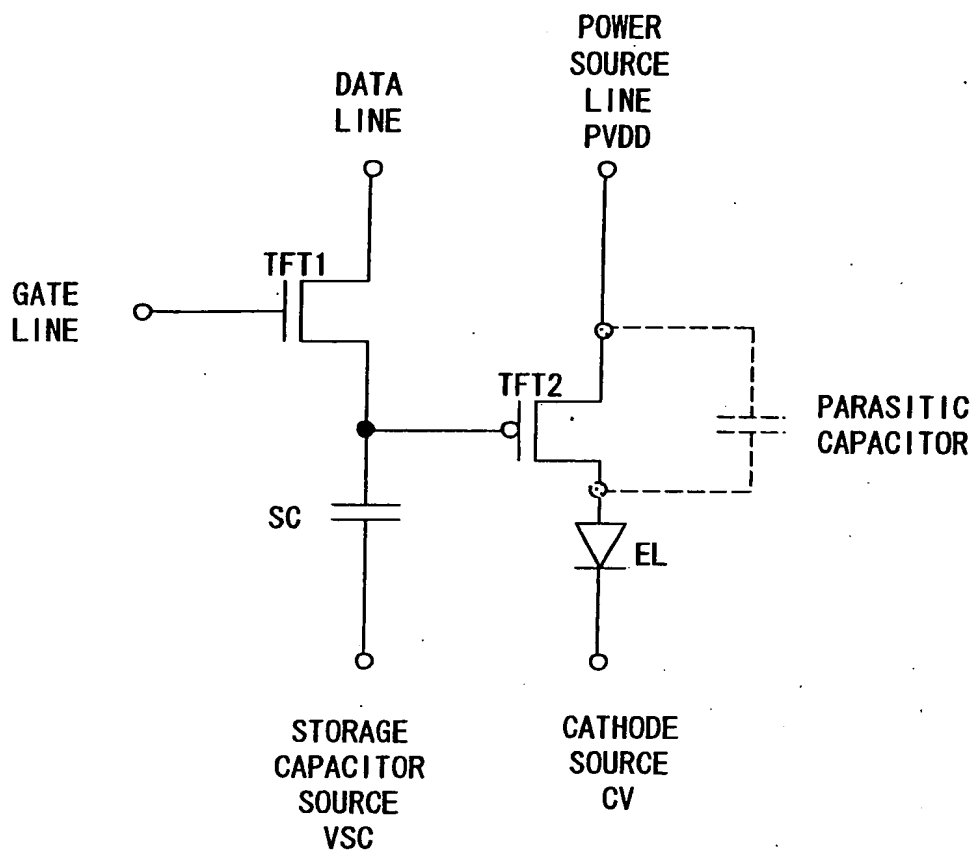 POWER
SOURCE
LINE
PVDD
DATA
LINE
TFT1
GATE
LINE
TFT2
PARASITIC
CAPACITOR
SC
EL
STORAGE
CAPACITOR
SOURCE
VSC
CATHODE
SOURCE
CV